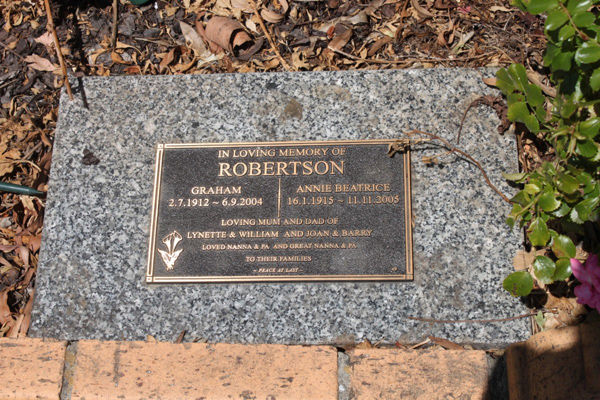 IN LOVING MEMORY OF
ROBERTSON
GRAHAM
2.7.1912 ~ 6.9.2004
ANNIE BEATRICE
16.1.1915 ~ 11.11.2005
LOVING MUM AND DAD OF
LYNETTE & WILLIAM AND JOAN & BARRY
LOVED NANNA & PA AND GREAT NANNA & PA
TO THEIR FAMILIES
~ PEACE AT LAST ~